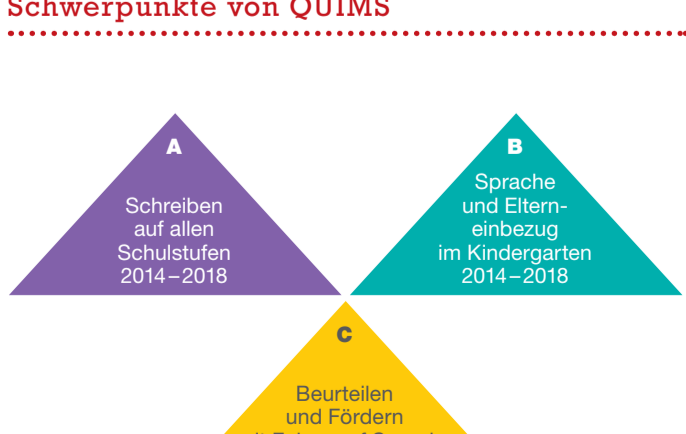 Schwerpunkte von QUIMS
A
Schreiben
auf allen
Schulstufen
2014–2018
B
Sprache
und Eltern-
einbezug
im Kindergarten
2014–2018
C
Beurteilen
und Fördern